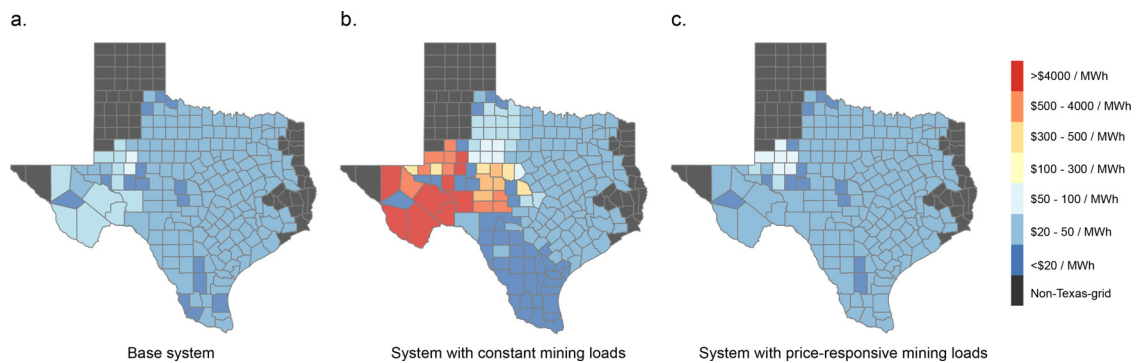 a.
b.
c.
>$4000 / MWh
$500 - 4000 / MWh
$300 - 500 / MWh
$100 - 300 / MWh
$50 - 100 / MWh
$20 - 50 / MWh
<$20 / MWh
Non-Texas-grid
Base system
System with constant mining loads
System with price-responsive mining loads